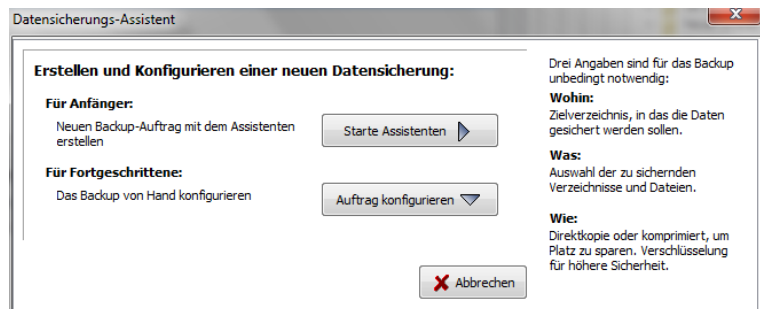 Datensicherungs-Assistent
Erstellen und Konfigurieren einer neuen Datensicherung:
Für Anfänger:
Neuen Backup-Auftrag mit dem Assistenten
erstellen
Starte Assistenten
Für Fortgeschrittene:
Das Backup von Hand konfigurieren
Auftrag konfigurieren
Abbrechen
Drei Angaben sind für das Backup
unbedingt notwendig:
Wohin:
Zielverzeichnis, in das die Daten
gesichert werden sollen.
Was:
Auswahl der zu sichernden
Verzeichnisse und Dateien.
Wie:
Direktkopie oder komprimiert, um
Platz zu sparen. Verschlüsselung
für höhere Sicherheit.